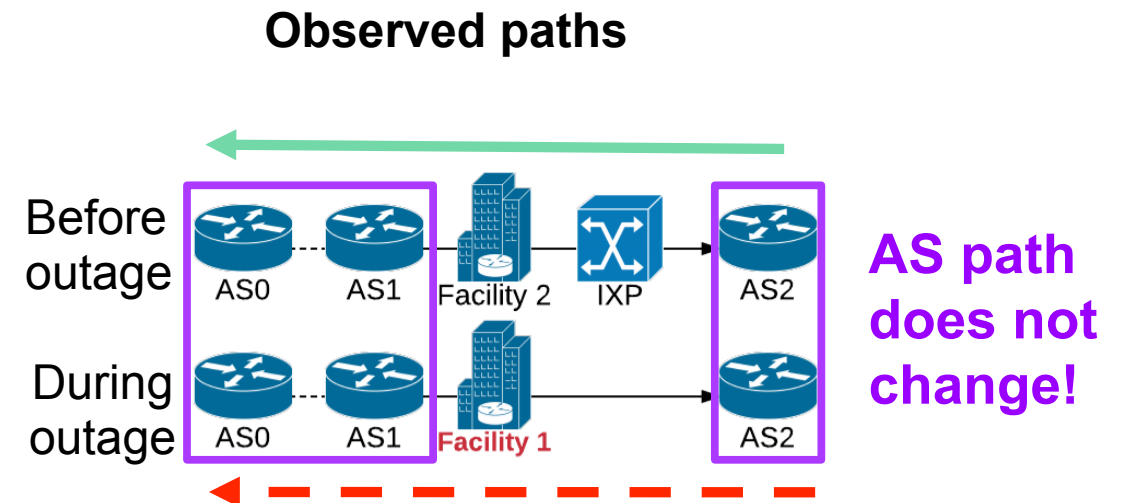 Observed paths
Before
outage
AS0
AS1
Facility 2
IXP
AS2
AS path
does not
change!
During
outage
AS0
AS1
Facility 1
AS2